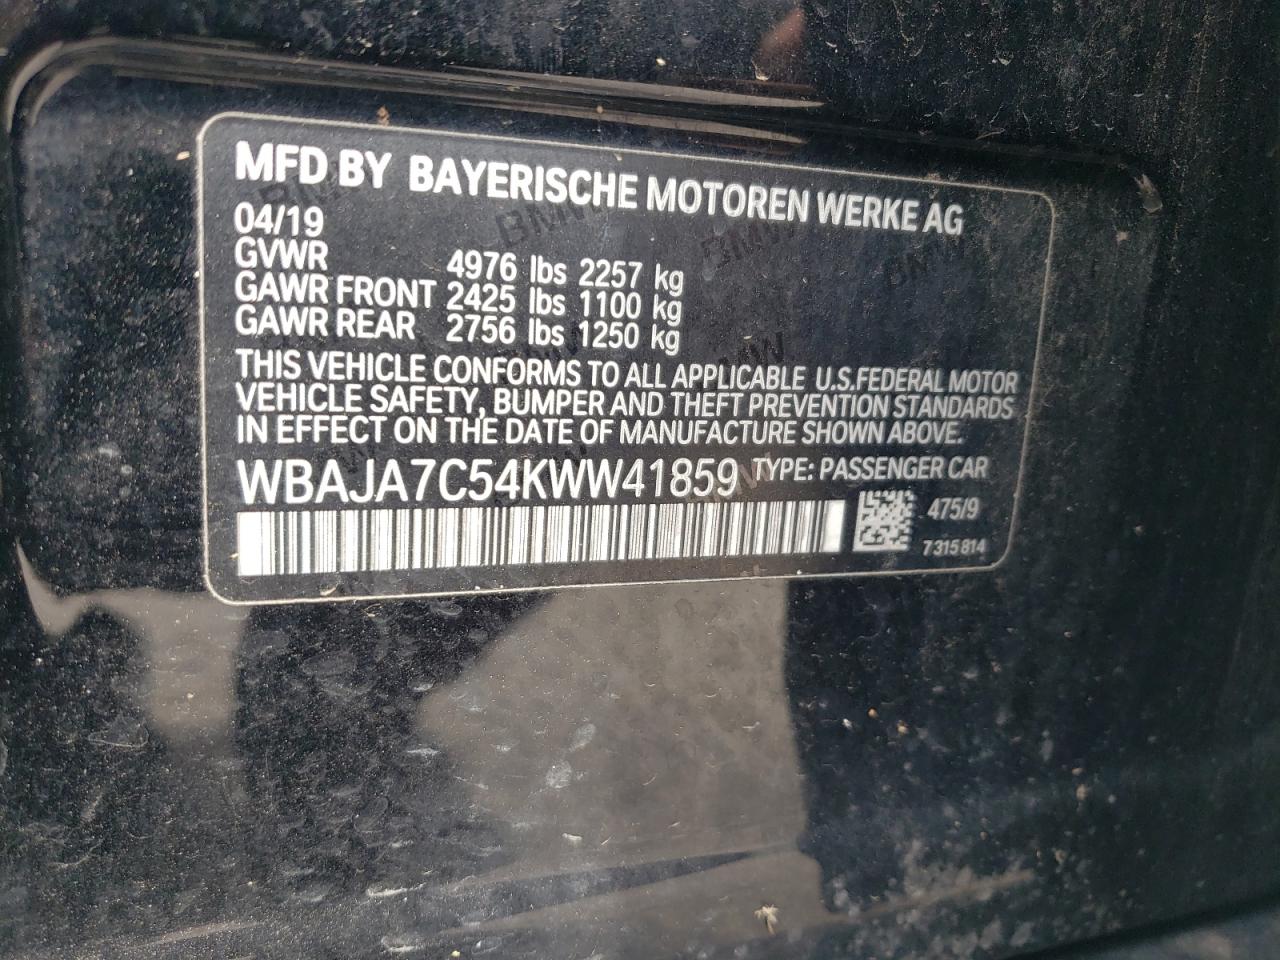 MFD BY BAYERISCHE MOTOREN WERKE AG
04/19
GVWR 4976 lbs 2257 kg
GAWR FRONT 2425 lbs 1100 kg
GAWR REAR 2756 lbs 1250 kg
THIS VEHICLE CONFORMS TO ALL APPLICABLE U.S.FEDERAL MOTOR
VEHICLE SAFETY, BUMPER AND THEFT PREVENTION STANDARDS
IN EFFECT ON THE DATE OF MANUFACTURE SHOWN ABOVE.
WBAJA7C54KWW41859 TYPE: PASSENGER CAR
475/9
7315814